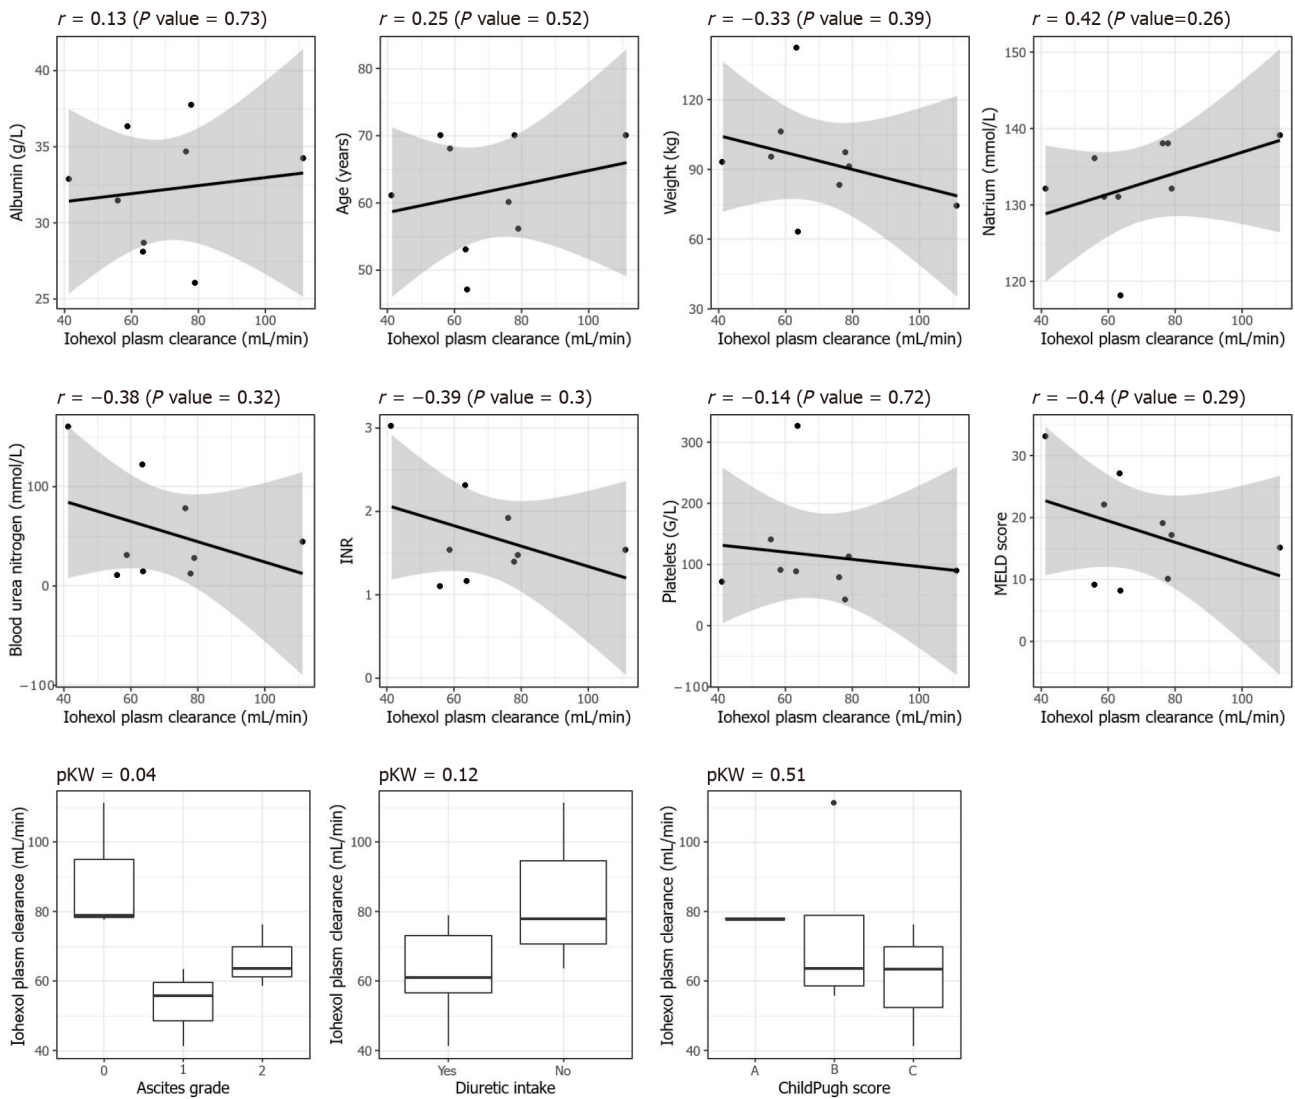 r = 0.13 (P value = 0.73)
Albumin (g/L)
40
35
30
25
40 60 80 100
Iohexol plasm clearance (mL/min)
r = 0.25 (P value = 0.52)
Age (years)
80
70
60
50
40 60 80 100
Iohexol plasm clearance (mL/min)
r = −0.33 (P value = 0.39)
Weight (kg)
120
90
60
30
40 60 80 100
Iohexol plasm clearance (mL/min)
r = 0.42 (P value=0.26)
Natrium (mmol/L)
150
140
130
120
40 60 80 100
Iohexol plasm clearance (mL/min)
r = −0.38 (P value = 0.32)
Blood urea nitrogen (mmol/L)
100
0
−100
40 60 80 100
Iohexol plasm clearance (mL/min)
r = −0.39 (P value = 0.3)
INR
3
2
1
0
40 60 80 100
Iohexol plasm clearance (mL/min)
r = −0.14 (P value = 0.72)
Platelets (G/L)
300
200
100
0
−100
40 60 80 100
Iohexol plasm clearance (mL/min)
r = −0.4 (P value = 0.29)
MELD score
30
20
10
0
40 60 80 100
Iohexol plasm clearance (mL/min)
pKW = 0.04
Iohexol plasm clearance (mL/min)
100
80
60
40
0 1 2
Ascites grade
pKW = 0.12
Iohexol plasm clearance (mL/min)
100
80
60
40
Yes No
Diuretic intake
pKW = 0.51
Iohexol plasm clearance (mL/min)
100
80
60
40
A B C
ChildPugh score